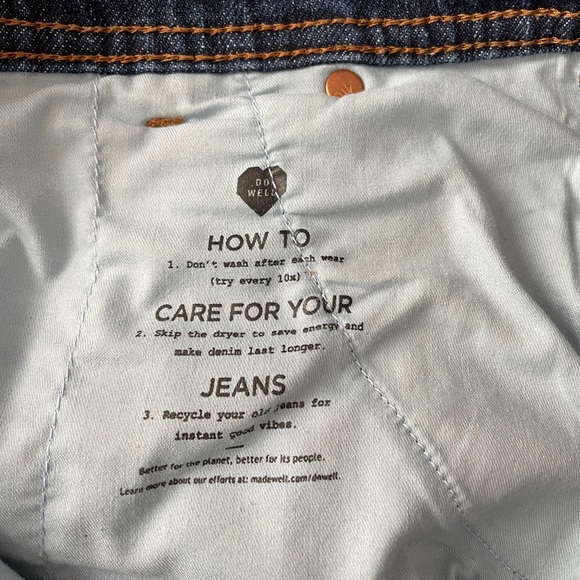 DO
WELL
HOW TO
1. Don't wash after each wear
(try every 10x)
CARE FOR YOUR
2. Skip the dryer to save energy and
make denim last longer.
JEANS
3. Recycle your old jeans for
instant good vibes.
Better for the planet, better for its people.
Learn more about our efforts at: madewell.com/dowell.